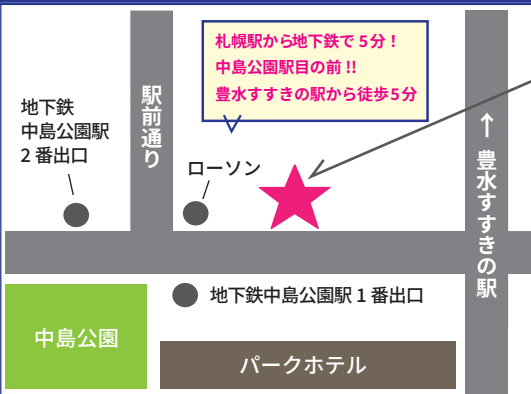 札幌駅から地下鉄で5分！
中島公園駅目の前!!
豊水すすきの駅から徒歩5分
地下鉄
中島公園駅
2番出口
駅前通り
ローソン
↑ 豊水すすきの駅
地下鉄中島公園駅1番出口
中島公園
パークホテル